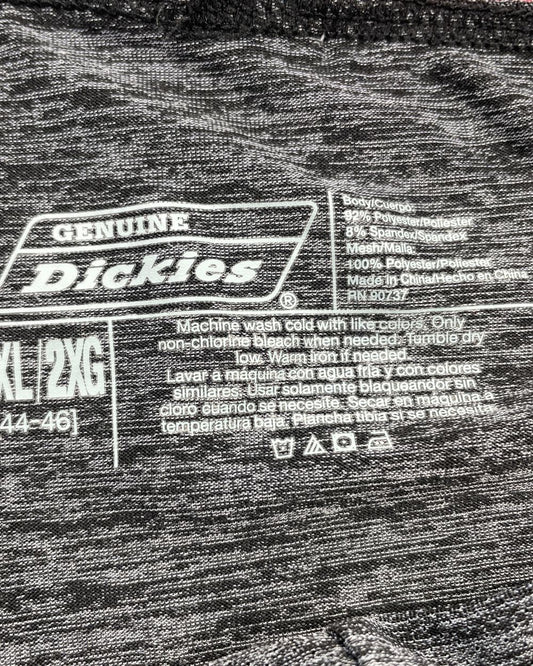 GENUINE
Dickies®
XL/2XG
[44-46]
Body/Cuerpo:
92% Polyester/Poliester
8% Spandex/Spandex
Mesh/Malla:
100% Polyester/Poliester
Made in China/Hecho en China
RN 90737
Machine wash cold with like colors. Only
non-chlorine bleach when needed. Tumble dry
low. Warm iron if needed.
Lavar a máquina con agua fría y con colores
similares. Usar solamente blaqueandor sin
cloro cuando se necesite. Secar en máquina a
temperatura baja. Plancha tibia si se necesita.